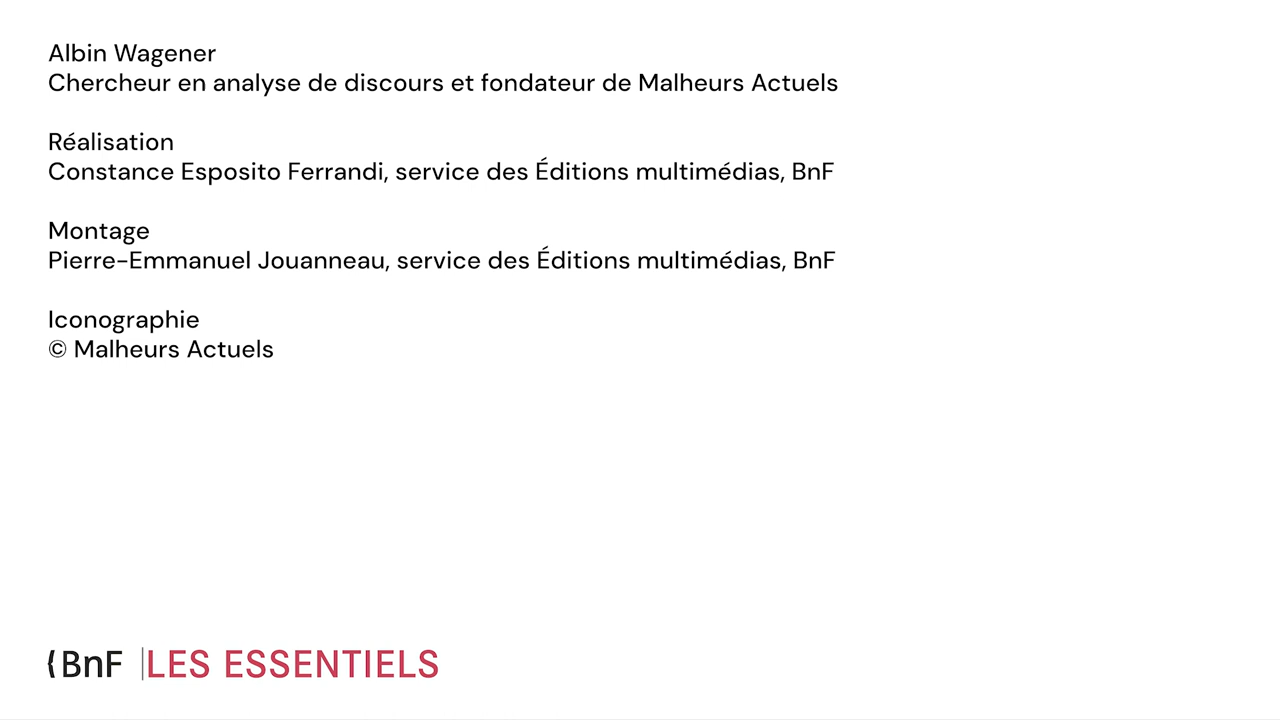 Albin Wagener
Chercheur en analyse de discours et fondateur de Malheurs Actuels
Réalisation
Constance Esposito Ferrandi, service des Éditions multimédias, BnF
Montage
Pierre-Emmanuel Jouanneau, service des Éditions multimédias, BnF
Iconographie
© Malheurs Actuels
{BnF | LES ESSENTIELS